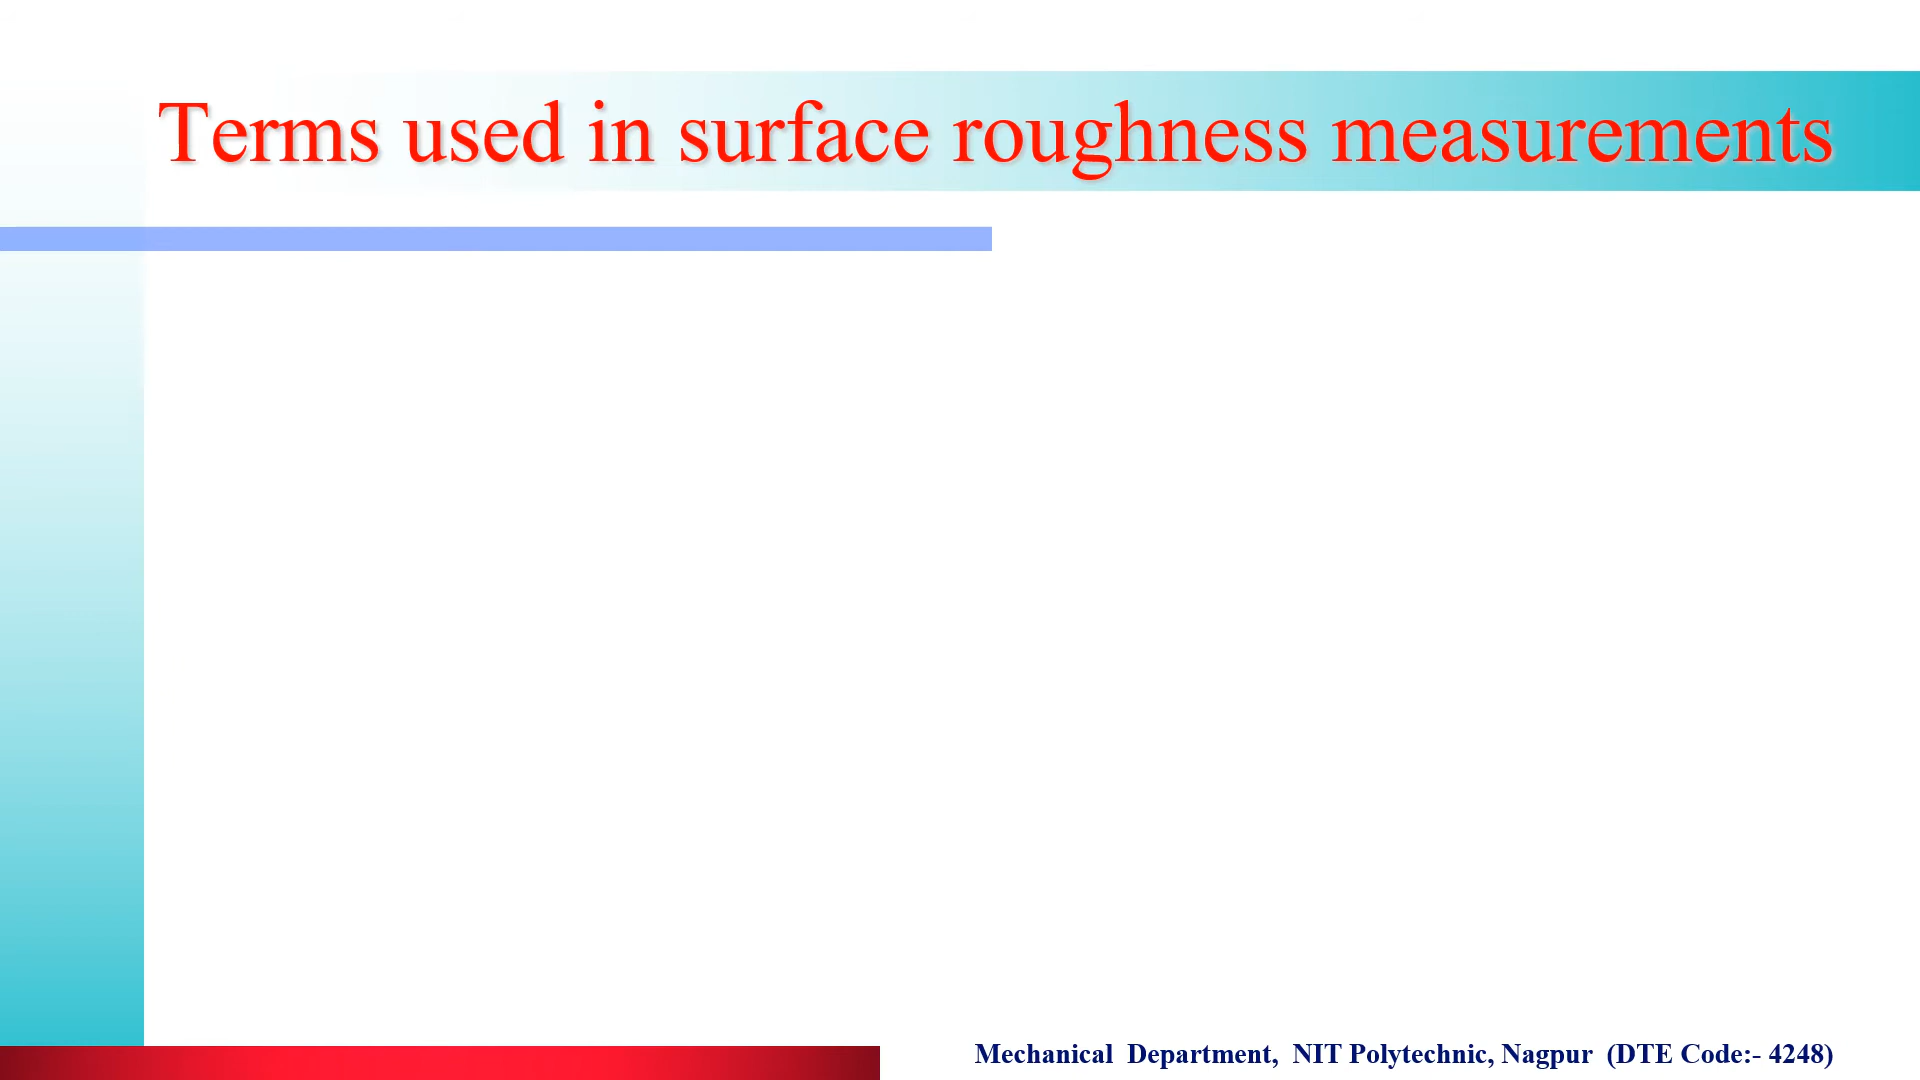 Terms used in surface roughness measurements
Mechanical Department, NIT Polytechnic, Nagpur (DTE Code:- 4248)